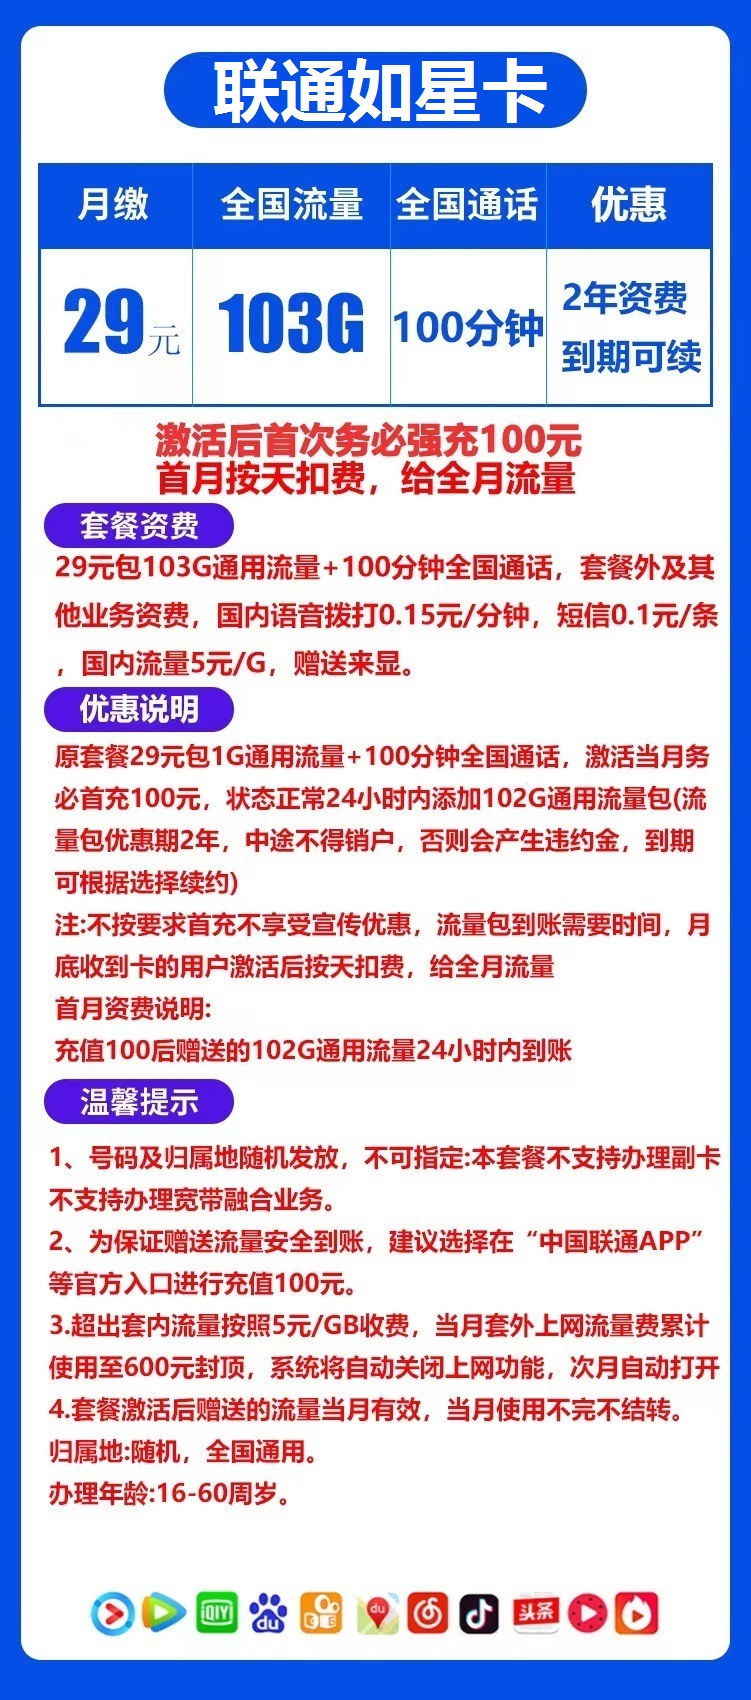 联通如星卡
月缴 全国流量 全国通话 优惠
29元 103G 100分钟 2年资费
到期可续
激活后首次务必强充100元
首月按天扣费，给全月流量
套餐资费
29元包103G通用流量+100分钟全国通话，套餐外及其
他业务资费，国内语音拨打0.15元/分钟，短信0.1元/条
，国内流量5元/G，赠送来显。
优惠说明
原套餐29元包1G通用流量+100分钟全国通话，激活当月务
必首充100元，状态正常24小时内添加102G通用流量包(流
量包优惠期2年，中途不得销户，否则会产生违约金，到期
可根据选择续约)
注:不按要求首充不享受宣传优惠，流量包到账需要时间，月
底收到卡的用户激活后按天扣费，给全月流量
首月资费说明:
充值100后赠送的102G通用流量24小时内到账
温馨提示
1、号码及归属地随机发放，不可指定:本套餐不支持办理副卡
不支持办理宽带融合业务。
2、为保证赠送流量安全到账，建议选择在“中国联通APP”
等官方入口进行充值100元。
3.超出套内流量按照5元/GB收费，当月套外上网流量费累计
使用至600元封顶，系统将自动关闭上网功能，次月自动打开
4.套餐激活后赠送的流量当月有效，当月使用不完不结转。
归属地:随机，全国通用。
办理年龄:16-60周岁。
iQIY du du 头条